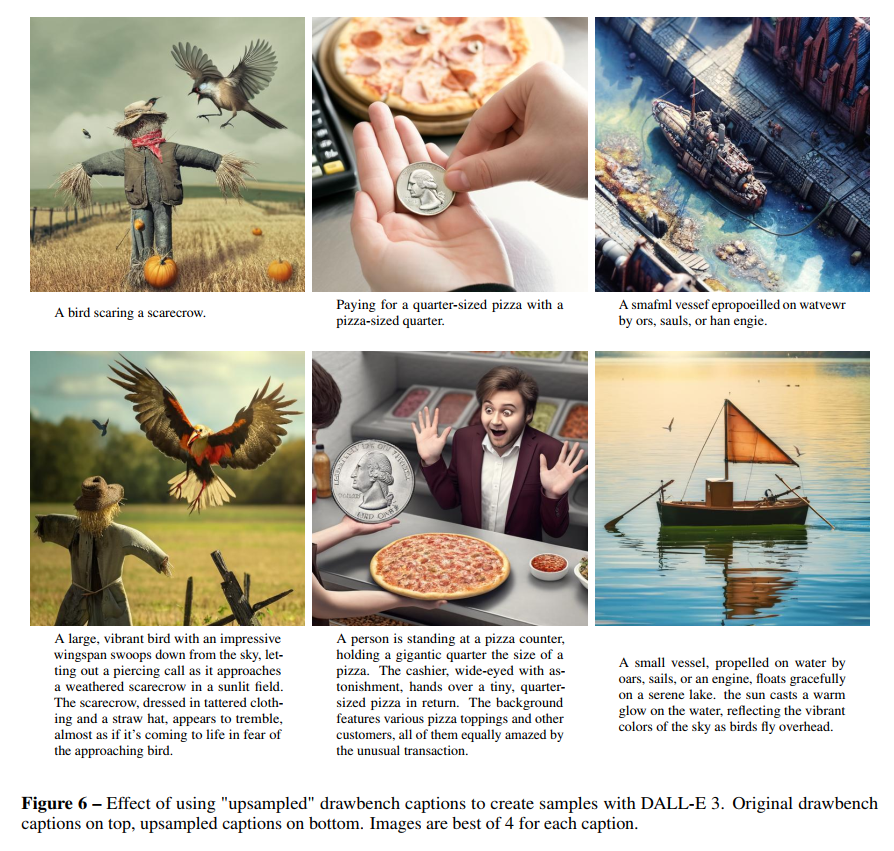 A bird scaring a scarecrow.
Paying for a quarter-sized pizza with a
pizza-sized quarter.
A smafml vessef epropoeilled on watvewr
by ors, sauls, or han engie.
A large, vibrant bird with an impressive
wingspan swoops down from the sky, let-
ting out a piercing call as it approaches
a weathered scarecrow in a sunlit field.
The scarecrow, dressed in tattered cloth-
ing and a straw hat, appears to tremble,
almost as if it's coming to life in fear of
the approaching bird.
A person is standing at a pizza counter,
holding a gigantic quarter the size of a
pizza. The cashier, wide-eyed with as-
tonishment, hands over a tiny, quarter-
sized pizza in return. The background
features various pizza toppings and other
customers, all of them equally amazed by
the unusual transaction.
A small vessel, propelled on water by
oars, sails, or an engine, floats gracefully
on a serene lake. the sun casts a warm
glow on the water, reflecting the vibrant
colors of the sky as birds fly overhead.
Figure 6 – Effect of using "upsampled" drawbench captions to create samples with DALL-E 3. Original drawbench
captions on top, upsampled captions on bottom. Images are best of 4 for each caption.